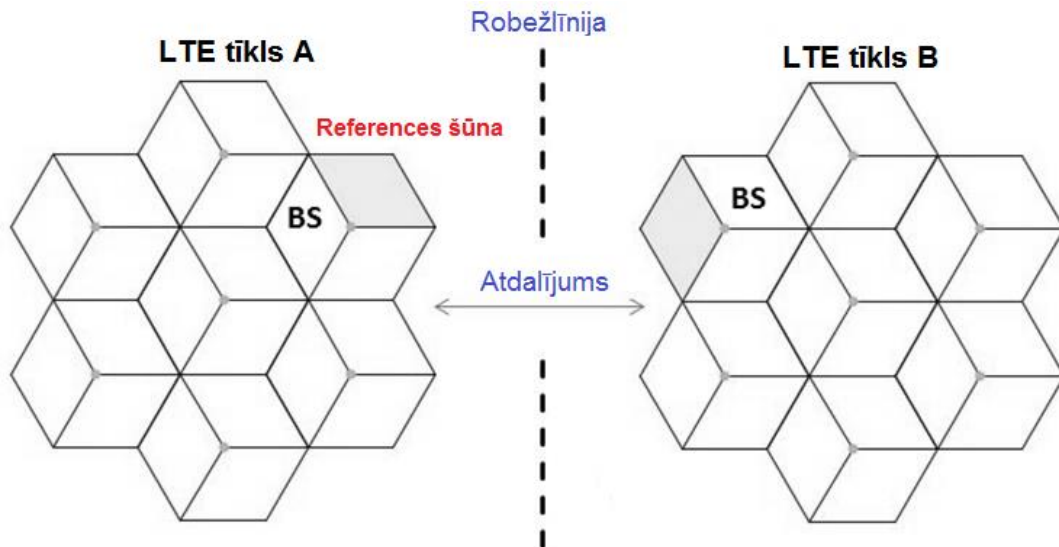 Robežlīnija
LTE tīkls A
LTE tīkls B
References šūna
BS
BS
Atdalījums